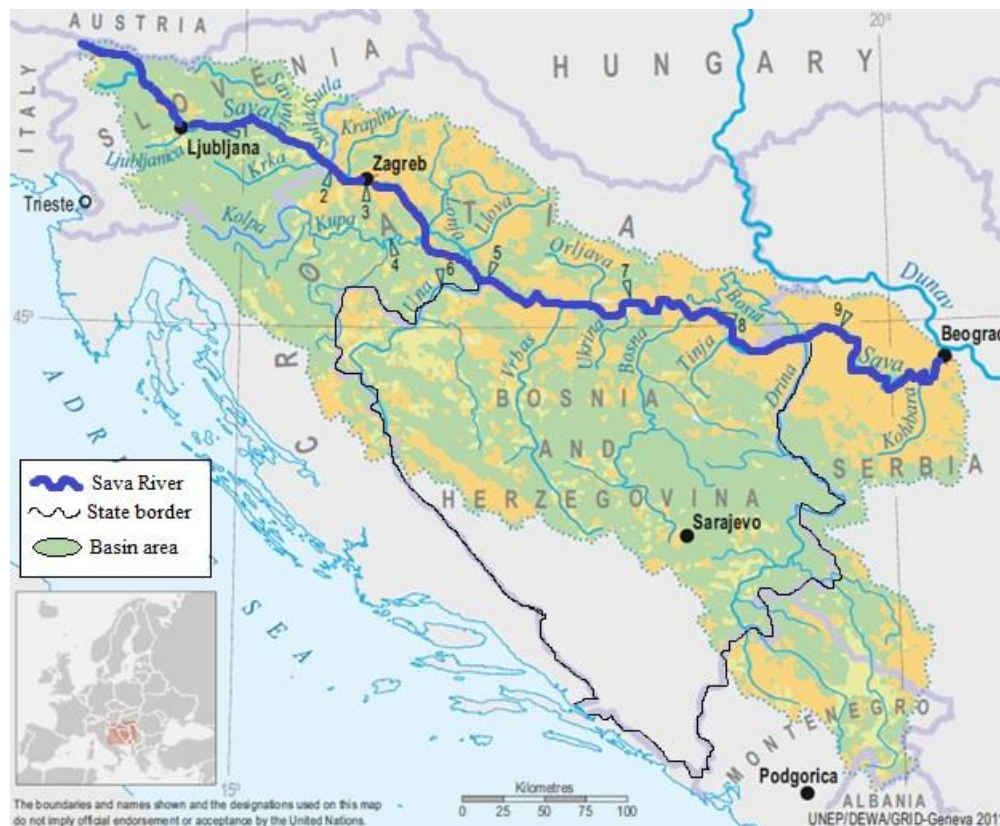 AUSTRIA
20°
HUNGARY
ITALY
SLOVENIA
Sava
Savinja
Sotla/Sutla
Krapina
1
Ljubljanica
Ljubljana
Krka
Zagreb
2
3
Trieste
Kolpa
Kupa
4
CROATIA
Lonja
Ilova
Orljava
5
6
7
Una
Bosut
8
9
Dunav
45°
Beograd
Sava
Vrbas
Ukrina
Bosna
Tinja
Drina
Kolubara
BOSNIA
AND
HERZEGOVINA
SERBIA
ADR
SEA
Sava River
State border
Basin area
Sarajevo
MONTENEGRO
Podgorica
ALBANIA
15°
Kilometres
0 25 50 75 100
The boundaries and names shown and the designations used on this map
do not imply official endorsement or acceptance by the United Nations.
UNEP/DEWA/GRID-Geneva 201